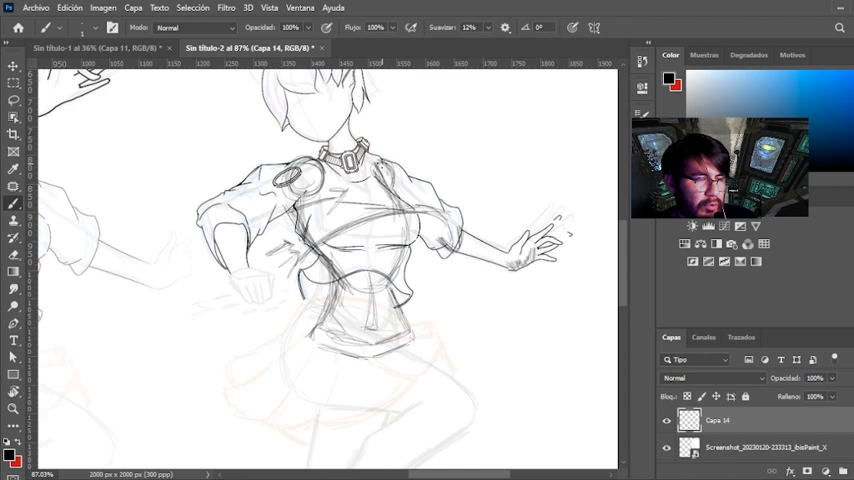 Ps Archivo Edición Imagen Capa Texto Selección Filtro 3D Vista Ventana Ayuda
Modo: Normal Opacidad: 100% Flujo: 100% Suavizar: 12% 0°
Sin título-1 al 36% (Capa 11, RGB/8) * × Sin título-2 al 87% (Capa 14, RGB/8) * ×
950 1000 1050 1100 1150 1200 1250 1300 1350 1400 1450 1500 1550 1600 1650 1700 1750 1800 1850 1900
Color Muestras Degradados Motivos
Capas Canales Trazados
Tipo
Normal Opacidad: 100%
Bloq.: Relleno: 100%
Capa 14
Screenshot_20230120-233313_ibisPaint_X
87.03% 2000 px x 2000 px (300 ppp)